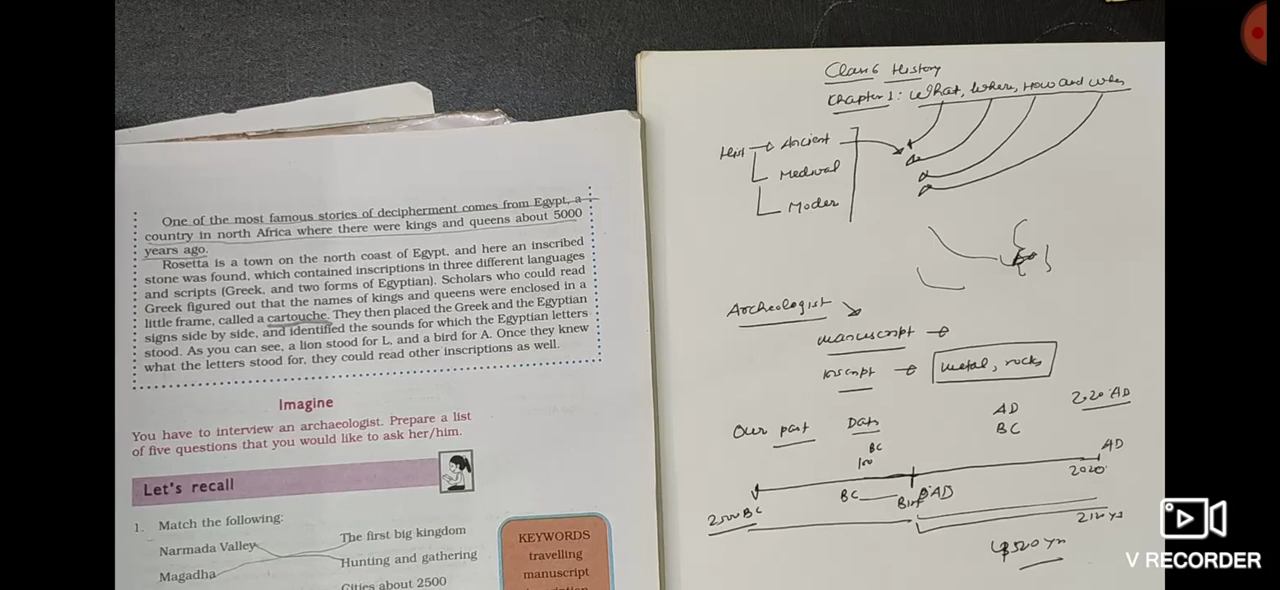 One of the most famous stories of decipherment comes from Egypt, a
country in north Africa where there were kings and queens about 5000
years ago.
Rosetta is a town on the north coast of Egypt, and here an inscribed
stone was found, which contained inscriptions in three different languages
and scripts (Greek, and two forms of Egyptian). Scholars who could read
Greek figured out that the names of kings and queens were enclosed in a
little frame, called a cartouche. They then placed the Greek and the Egyptian
signs side by side, and identified the sounds for which the Egyptian letters
stood. As you can see, a lion stood for L, and a bird for A. Once they knew
what the letters stood for, they could read other inscriptions as well.
Imagine
You have to interview an archaeologist. Prepare a list
of five questions that you would like to ask her/him.
Let's recall
1. Match the following:
Narmada Valley The first big kingdom
Magadha Hunting and gathering
Cities about 2500
KEYWORDS
travelling
manuscript
Class 6 History
Chapter 1: What, Where, How and When
Hist Ancient
Medival
Moder
Archeologist
manuscript
metal, rocks
Our past Dats AD 2020 AD
BC
BC
100
AD
2020
BC AD
2500 BC
V RECORDER